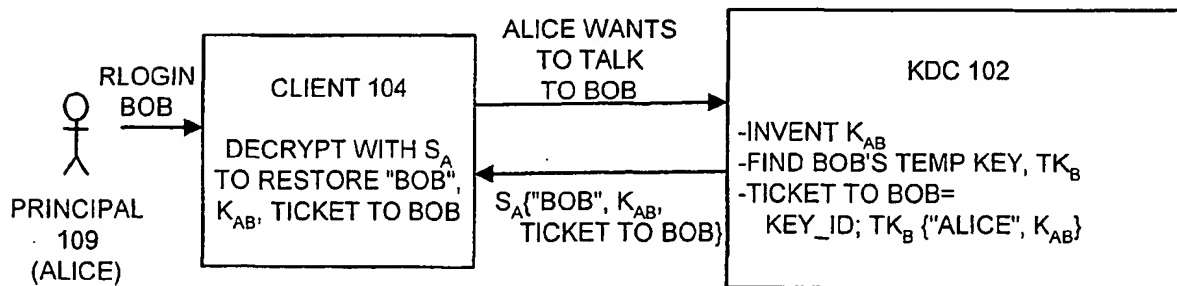 RLOGIN
BOB
PRINCIPAL
109
(ALICE)
CLIENT 104
DECRYPT WITH S_A
TO RESTORE "BOB",
K_AB, TICKET TO BOB
ALICE WANTS
TO TALK
TO BOB
S_A{"BOB", K_AB,
TICKET TO BOB}
KDC 102
-INVENT K_AB
-FIND BOB'S TEMP KEY, TK_B
-TICKET TO BOB=
KEY_ID; TK_B {"ALICE", K_AB}